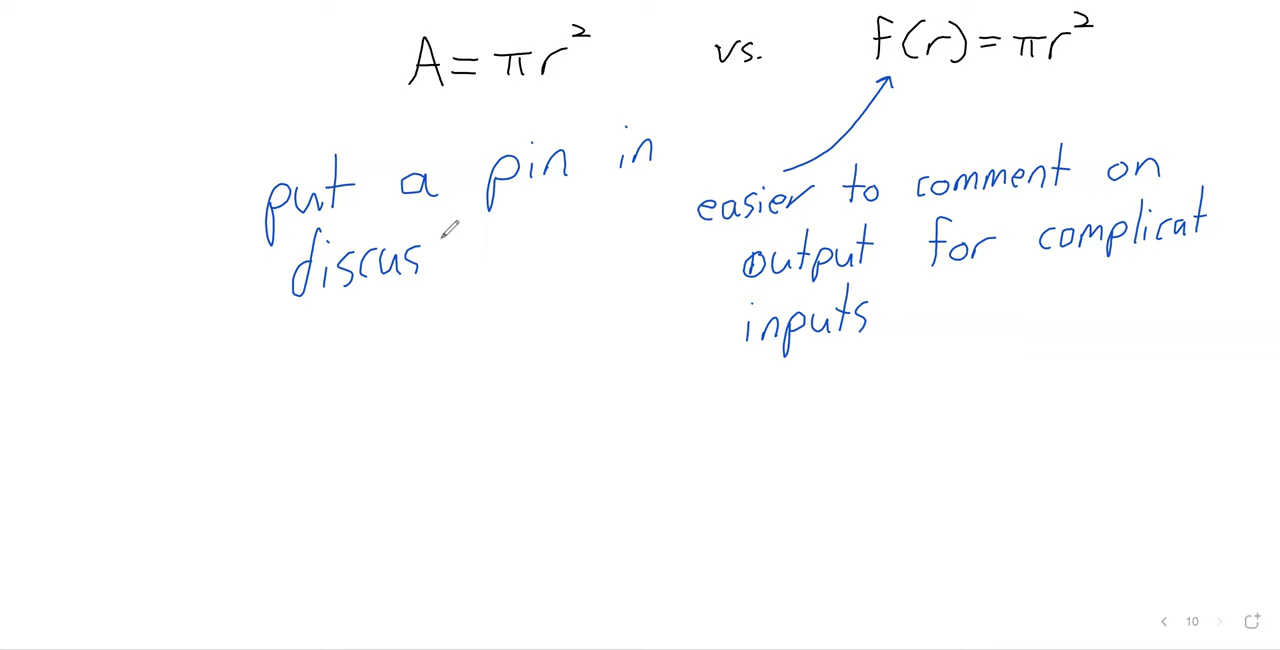 A = πr² vs. f(r) = πr²
put a pin in
discus
easier to comment on
output for complicat
inputs
10